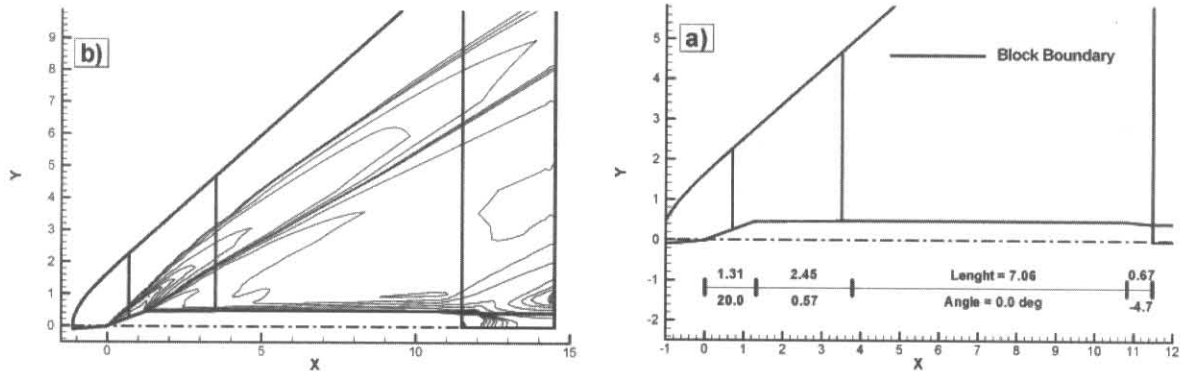 b)
9
8
7
6
5
4
3
2
1
0
Y
0 5 10 15
X
a)
Block Boundary
5
4
3
2
1
0
-1
-2
Y
1.31 2.45 Lenght = 7.06 0.67
20.0 0.57 Angle = 0.0 deg -4.7
-1 0 1 2 3 4 5 6 7 8 9 10 11 12
X